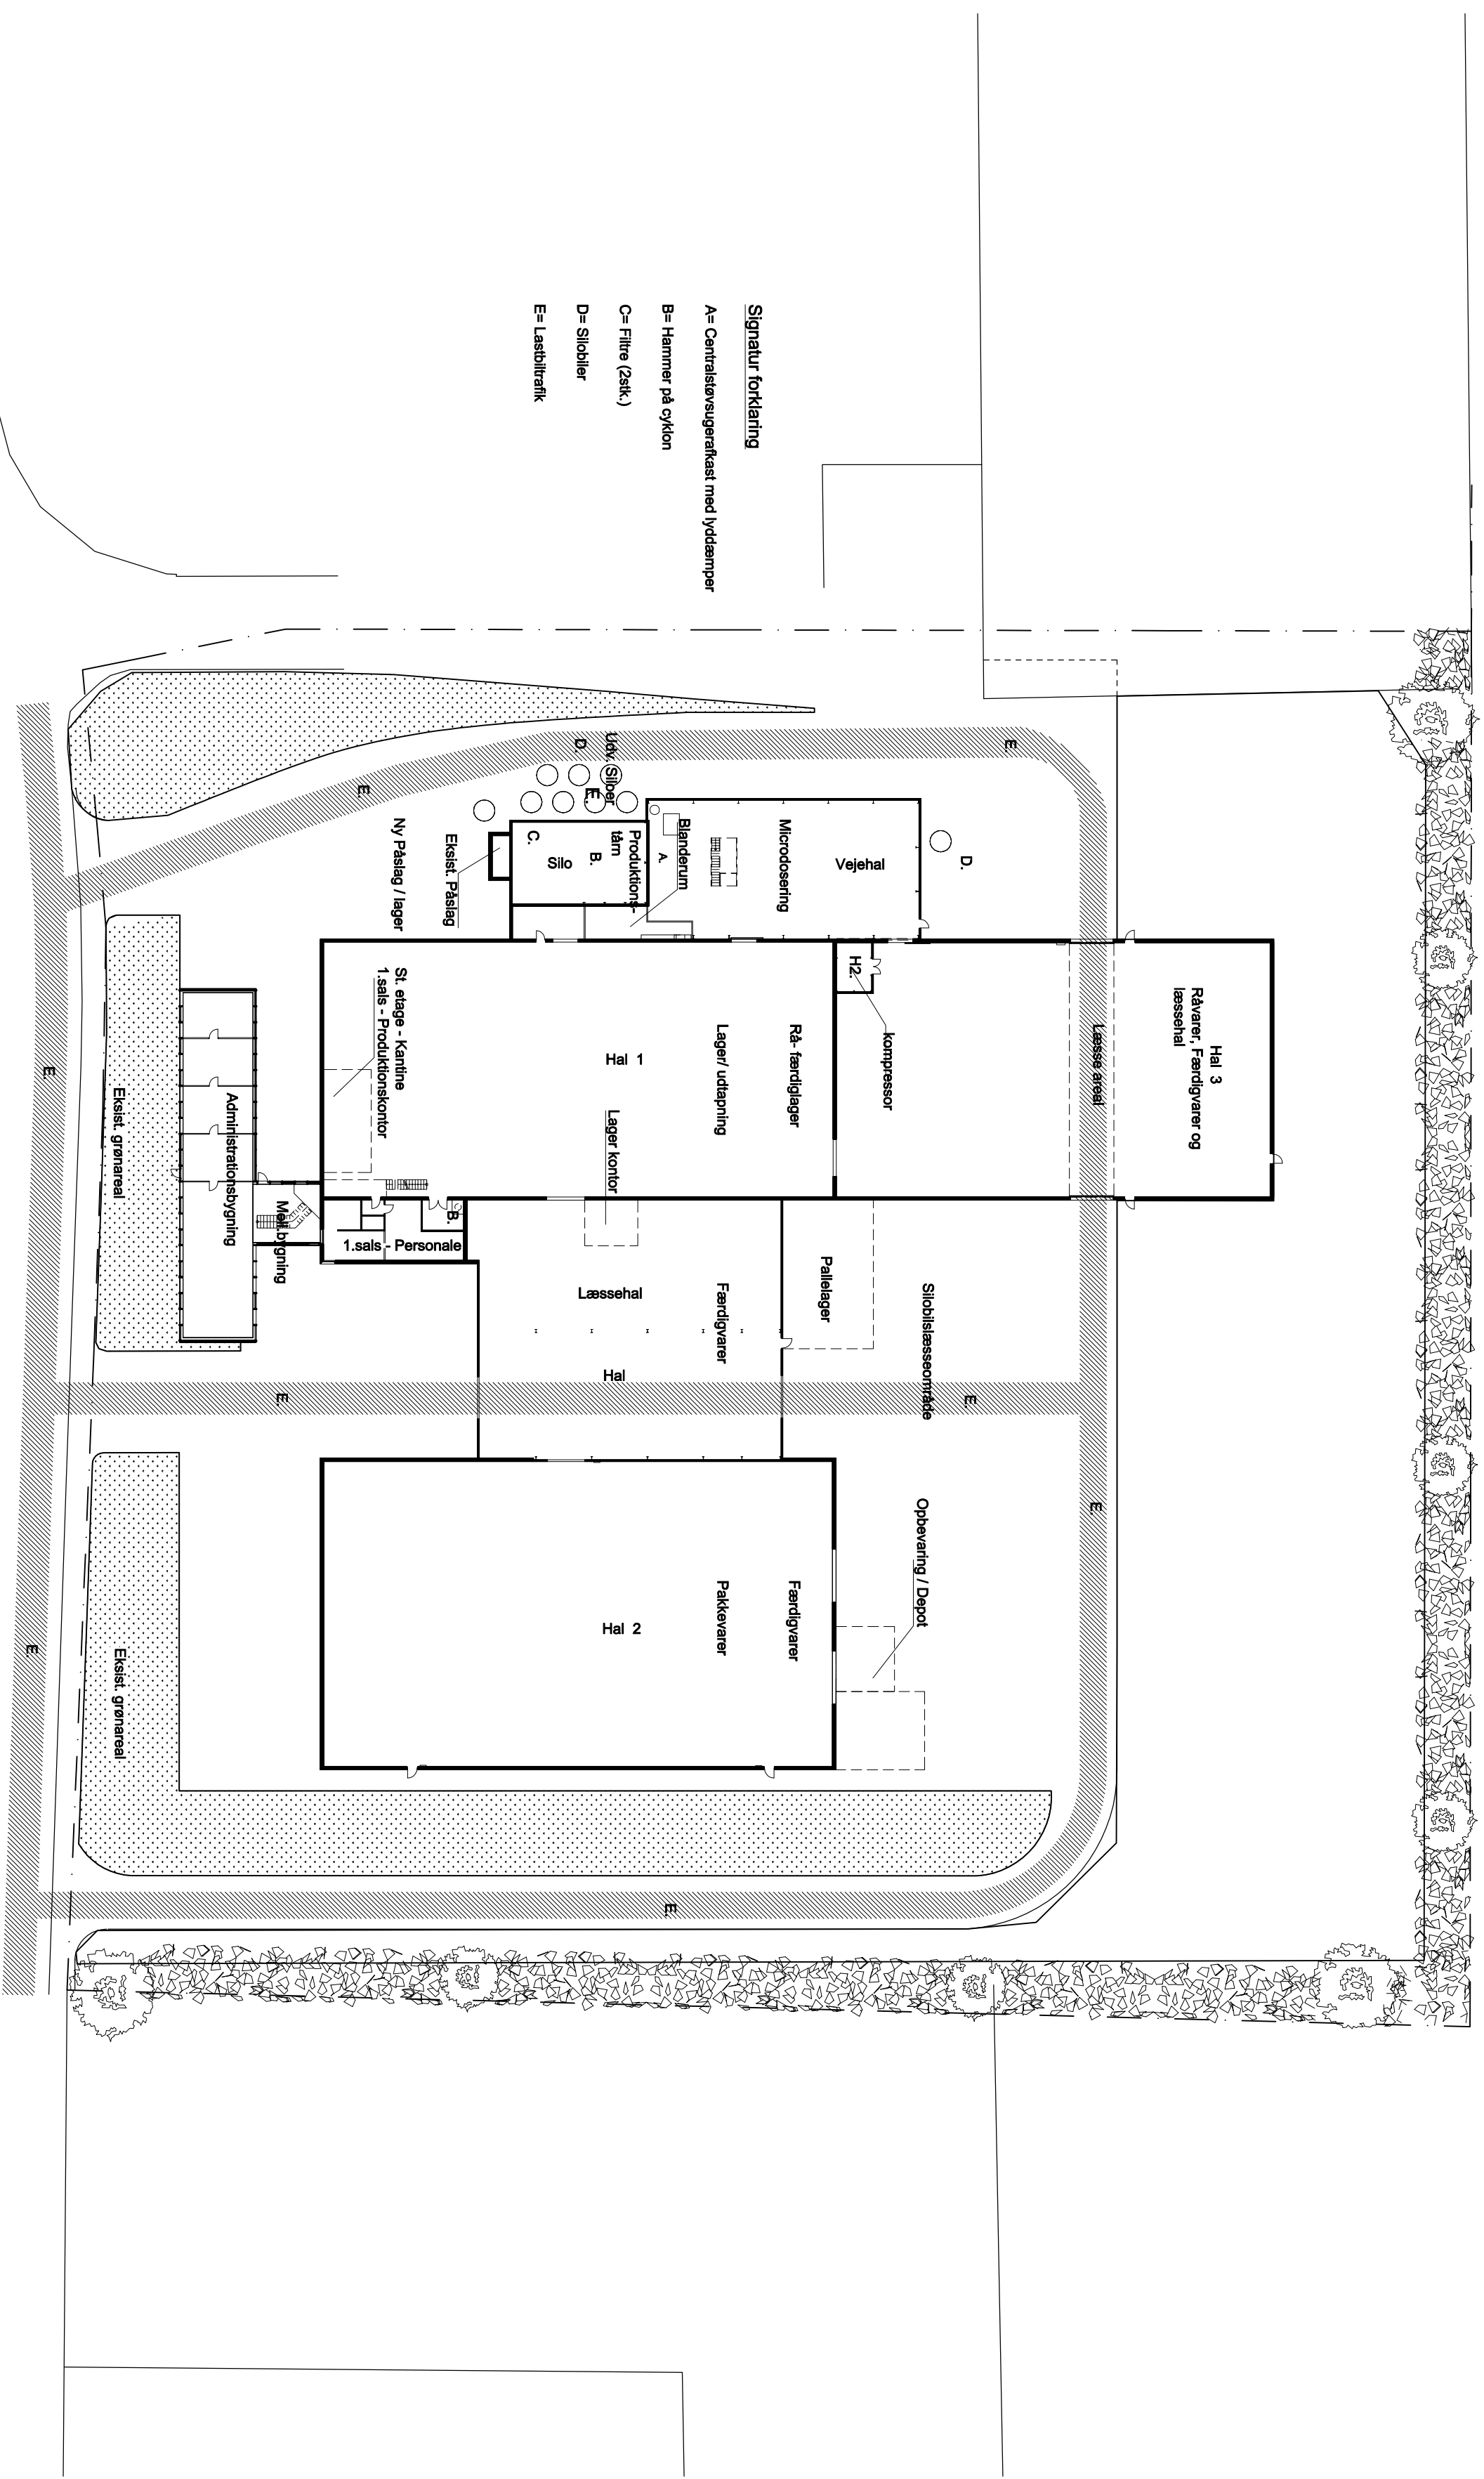 Signatur forklaring
A= Centralstøvsugerafkast med lyddæmper
B= Hammer på cyklon
C= Filtre (2stk.)
D= Silobiler
E= Lastbiltrafik
Hal 3
Råvarer, Færdigvarer og
læssehal
Læsse areal
E.
E.
D.
Vejehal
Microdosering
H2.
kompressor
Rå- færdiglager
Lager/ udtapning
Hal 1
Lager kontor
Blanderum
A.
Produktions-
tårn
B.
Silo
C.
Udv. Siloer
E.
D.
Eksist. Påslag
Ny Påslag / lager
E.
St. etage - Kantine
1.sals - Produktionskontor
B.
1.sals - Personale
Mell.bygning
Administrationsbygning
Eksist. grønareal
E.
Silobilslæsseområde
Pallelager
Færdigvarer
Læssehal
Hal
E.
E.
Opbevaring / Depot
Færdigvarer
Pakkevarer
Hal 2
Eksist. grønareal
E.
E.